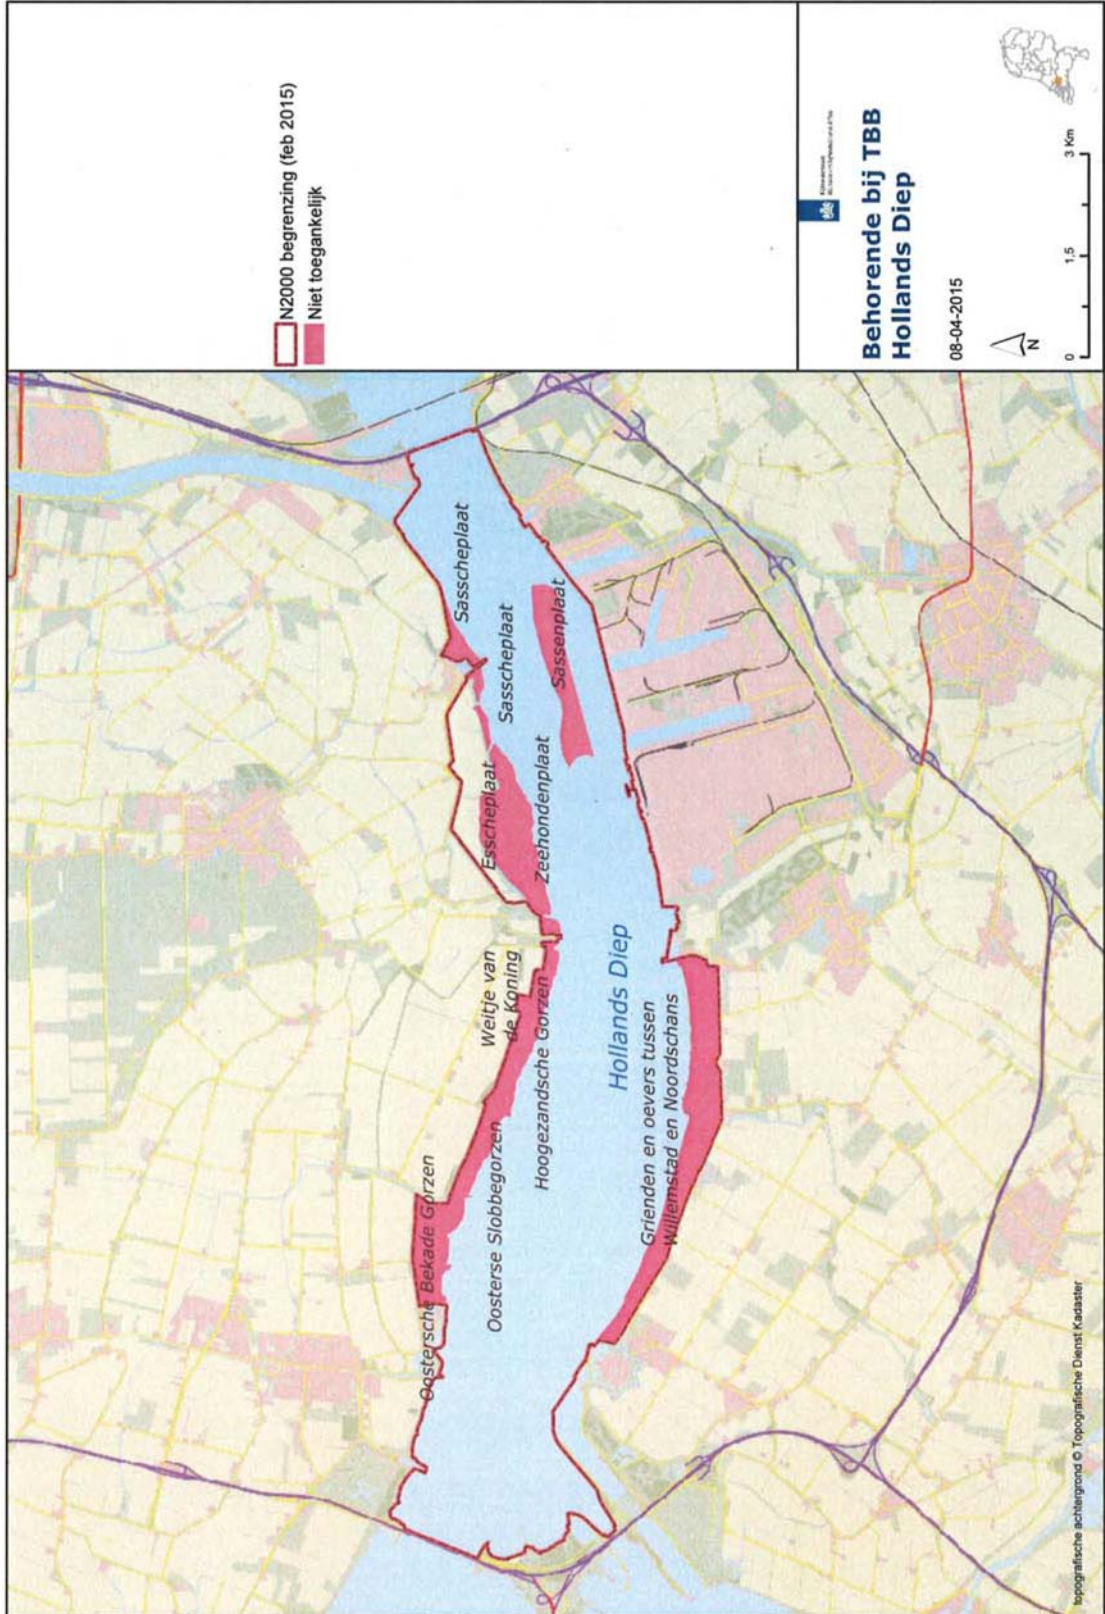 Oostersche Bekade Gorzen
Oosterse Slobbegorzen
Weitje van
de Koning
Hoogezandsche Gorzen
Esscheplaat
Zeehondenplaat
Sasscheplaat
Sasscheplaat
Sassenplaat
Hollands Diep
Grienden en oevers tussen
Willemstad en Noordschans
topografische achtergrond © Topografische Dienst Kadaster
N2000 begrenzing (feb 2015)
Niet toegankelijk
Behorende bij TBB
Hollands Diep
08-04-2015
N
0 1,5 3 Km